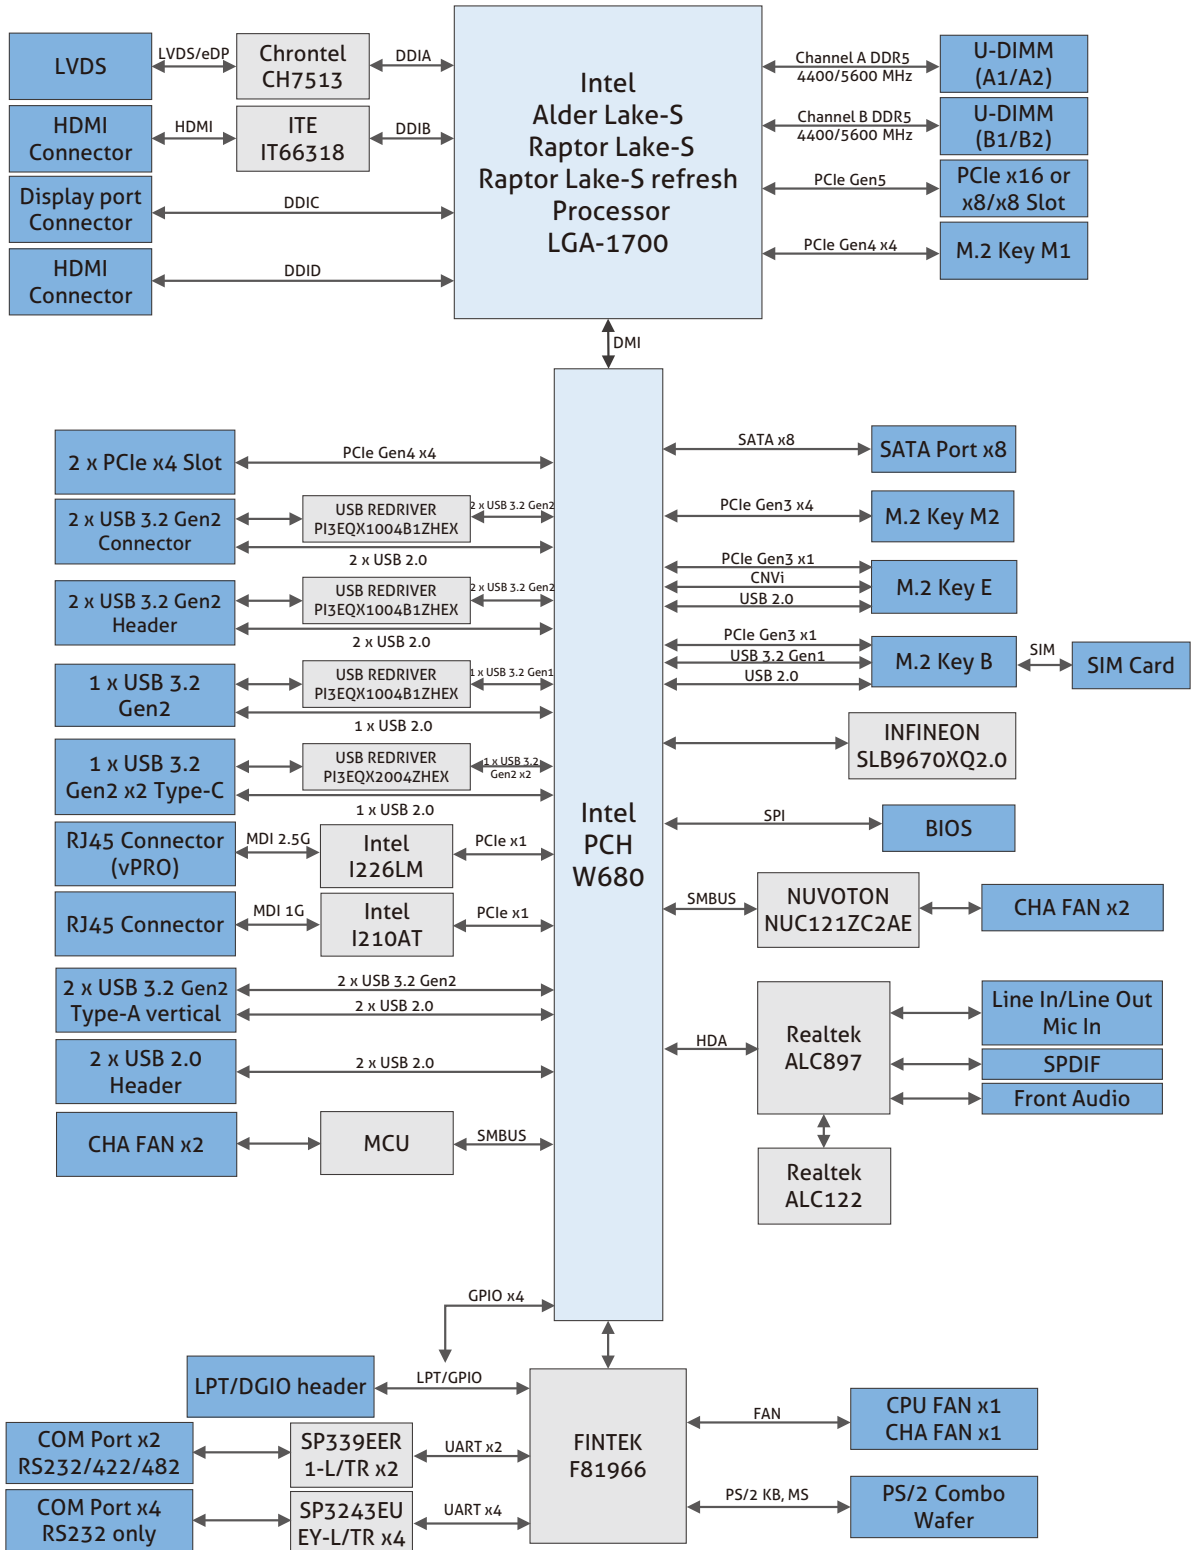 LVDS
LVDS/eDP
Chrontel
CH7513
DDIA
HDMI
Connector
HDMI
ITE
IT66318
DDIB
Display port
Connector
DDIC
HDMI
Connector
DDID
Intel
Alder Lake-S
Raptor Lake-S
Raptor Lake-S refresh
Processor
LGA-1700
Channel A DDR5
4400/5600 MHz
U-DIMM
(A1/A2)
Channel B DDR5
4400/5600 MHz
U-DIMM
(B1/B2)
PCIe Gen5
PCIe x16 or
x8/x8 Slot
PCIe Gen4 x4
M.2 Key M1
DMI
2 x PCIe x4 Slot
PCIe Gen4 x4
2 x USB 3.2 Gen2
Connector
USB REDRIVER
PI3EQX1004B1ZHEX
2 x USB 3.2 Gen2
2 x USB 2.0
2 x USB 3.2 Gen2
Header
USB REDRIVER
PI3EQX1004B1ZHEX
2 x USB 3.2 Gen2
2 x USB 2.0
1 x USB 3.2
Gen2
USB REDRIVER
PI3EQX1004B1ZHEX
1 x USB 3.2 Gen1
1 x USB 2.0
1 x USB 3.2
Gen2 x2 Type-C
USB REDRIVER
PI3EQX2004ZHEX
1 x USB 3.2
Gen2 x2
1 x USB 2.0
RJ45 Connector
(vPRO)
MDI 2.5G
Intel
I226LM
PCIe x1
RJ45 Connector
MDI 1G
Intel
I210AT
PCIe x1
2 x USB 3.2 Gen2
Type-A vertical
2 x USB 3.2 Gen2
2 x USB 2.0
2 x USB 2.0
Header
2 x USB 2.0
CHA FAN x2
MCU
SMBUS
Intel
PCH
W680
SATA x8
SATA Port x8
PCIe Gen3 x4
M.2 Key M2
PCIe Gen3 x1
CNVi
USB 2.0
M.2 Key E
PCIe Gen3 x1
USB 3.2 Gen1
USB 2.0
M.2 Key B
SIM
SIM Card
INFINEON
SLB9670XQ2.0
SPI
BIOS
SMBUS
NUVOTON
NUC121ZC2AE
CHA FAN x2
HDA
Realtek
ALC897
Line In/Line Out
Mic In
SPDIF
Front Audio
Realtek
ALC122
GPIO x4
LPT/DGIO header
LPT/GPIO
COM Port x2
RS232/422/482
SP339EER
1-L/TR x2
UART x2
COM Port x4
RS232 only
SP3243EU
EY-L/TR x4
UART x4
FINTEK
F81966
FAN
CPU FAN x1
CHA FAN x1
PS/2 KB, MS
PS/2 Combo
Wafer